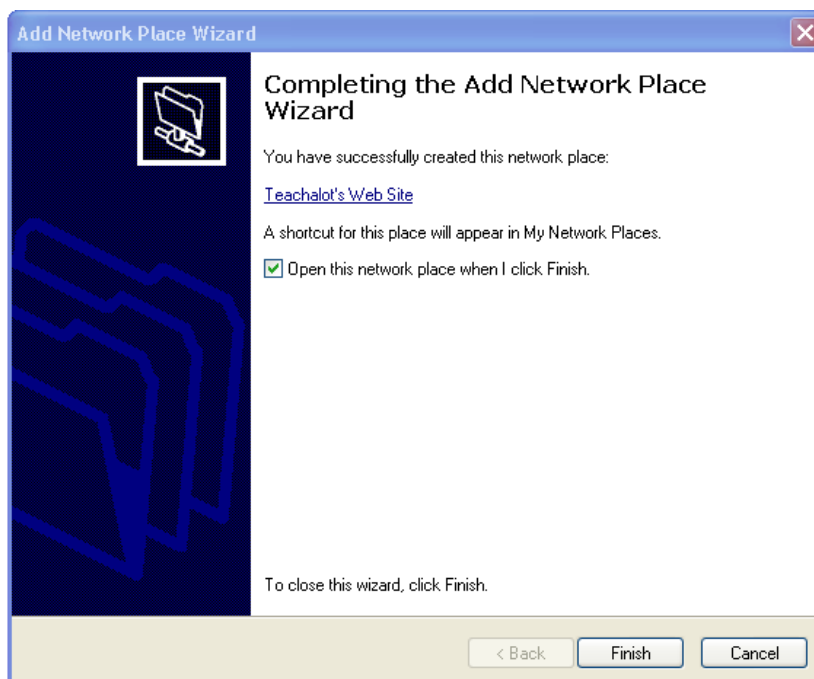 Add Network Place Wizard
Completing the Add Network Place
Wizard
You have successfully created this network place:
Teachalot's Web Site
A shortcut for this place will appear in My Network Places.
Open this network place when I click Finish.
To close this wizard, click Finish.
< Back Finish Cancel